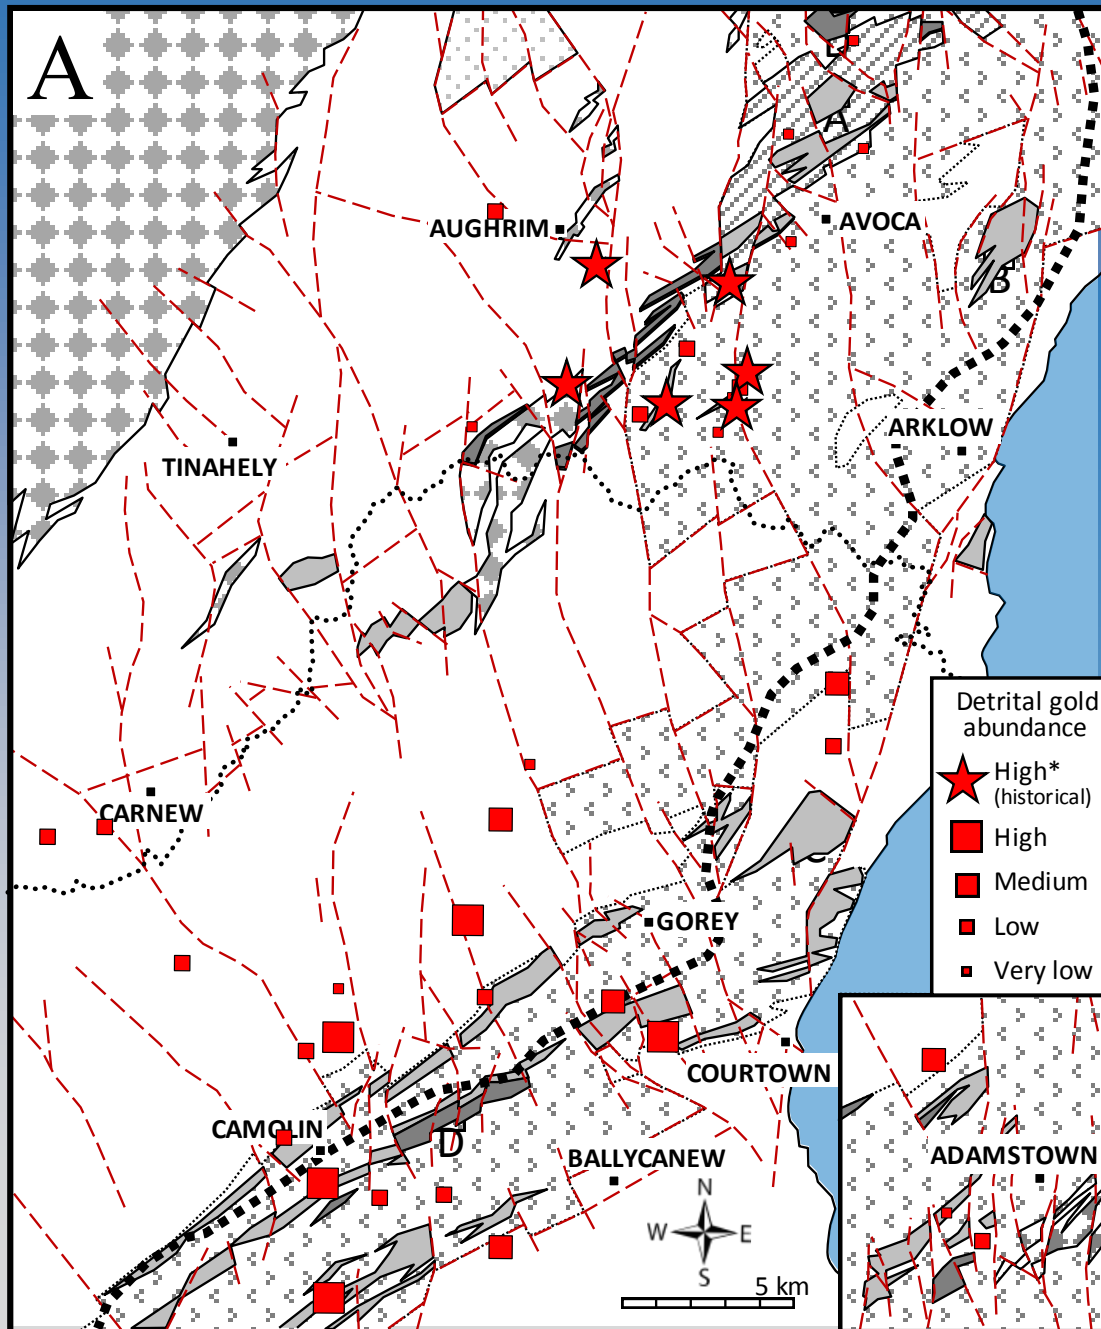 A
E
A
AVOCA
AUGHRIM
B
ARKLOW
TINAHELY
Detrital gold
abundance
High*
(historical)
High
Medium
Low
Very low
CARNEW
GOREY
COURTOWN
CAMOLIN
D
BALLYCANEW
ADAMSTOWN
N
W E
S
5 km